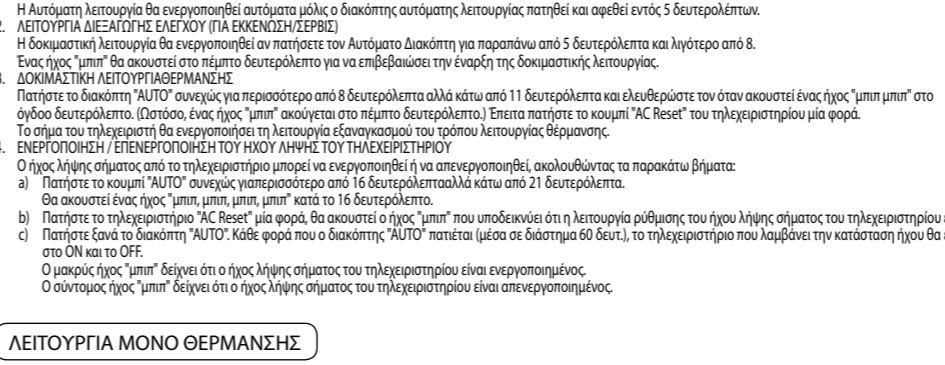 Η Αυτόματη λειτουργία θα ενεργοποιηθεί αυτόματα μόλις ο διακόπτης αυτόματης λειτουργίας πατηθεί και αφεθεί εντός 5 δευτερολέπτων.
2. ΛΕΙΤΟΥΡΓΙΑ ΔΙΕΞΑΓΩΓΗΣ ΕΛΕΓΧΟΥ (ΓΙΑ ΕΚΚΕΝΩΣΗ/ΣΕΡΒΙΣ)
Η δοκιμαστική λειτουργία θα ενεργοποιηθεί αν πατήσετε τον Αυτόματο Διακόπτη για παραπάνω από 5 δευτερόλεπτα και λιγότερο από 8.
Ένας ήχος "μπιπ" θα ακουστεί στο πέμπτο δευτερόλεπτο για να επιβεβαιώσει την έναρξη της δοκιμαστικής λειτουργίας.
3. ΔΟΚΙΜΑΣΤΙΚΗ ΛΕΙΤΟΥΡΓΙΑΘΕΡΜΑΝΣΗΣ
Πατήστε το διακόπτη "AUTO" συνεχώς για περισσότερο από 8 δευτερόλεπτα αλλά κάτω από 11 δευτερόλεπτα και ελευθερώστε τον όταν ακουστεί ένας ήχος "μπιπ μπιπ" στο
όγδοο δευτερόλεπτο. (Ωστόσο, ένας ήχος "μπιπ" ακούγεται στο πέμπτο δευτερόλεπτο.) Έπειτα πατήστε το κουμπί "AC Reset" του τηλεχειριστηρίου μία φορά.
Το σήμα του τηλεχειριστή θα ενεργοποιήσει τη λειτουργία εξαναγκασμού του τρόπου λειτουργίας θέρμανσης.
4. ΕΝΕΡΓΟΠΟΙΗΣΗ / ΕΠΕΝΕΡΓΟΠΟΙΗΣΗ ΤΟΥ ΗΧΟΥ ΛΗΨΗΣ ΤΟΥ ΤΗΛΕΧΕΙΡΙΣΤΗΡΙΟΥ
Ο ήχος λήψης σήματος από το τηλεχειριστήριο μπορεί να ενεργοποιηθεί ή να απενεργοποιηθεί, ακολουθώντας τα παρακάτω βήματα:
a) Πατήστε το κουμπί "AUTO" συνεχώς γιαπερισσότερο από 16 δευτερόλεπτααλλά κάτω από 21 δευτερόλεπτα.
Θα ακουστεί ένας ήχος "μπιπ, μπιπ, μπιπ, μπιπ" κατά το 16 δευτερόλεπτο.
b) Πατήστε το τηλεχειριστήριο "AC Reset" μία φορά, θα ακουστεί ο ήχος "μπιπ" που υποδεικνύει ότι η λειτουργία ρύθμισης του ήχου λήψης σήματος του τηλεχειριστηρίου
c) Πατήστε ξανά το διακόπτη "AUTO". Κάθε φορά που ο διακόπτης "AUTO" πατιέται (μέσα σε διάστημα 60 δευτ.), το τηλεχειριστήριο που λαμβάνει την κατάσταση ήχου θα
στο ON και το OFF.
Ο μακρύς ήχος "μπιπ" δείχνει ότι ο ήχος λήψης σήματος του τηλεχειριστηρίου είναι ενεργοποιημένος.
Ο σύντομος ήχος "μπιπ" δείχνει ότι ο ήχος λήψης σήματος του τηλεχειριστηρίου είναι απενεργοποιημένος.
ΛΕΙΤΟΥΡΓΙΑ ΜΟΝΟ ΘΕΡΜΑΝΣΗΣ